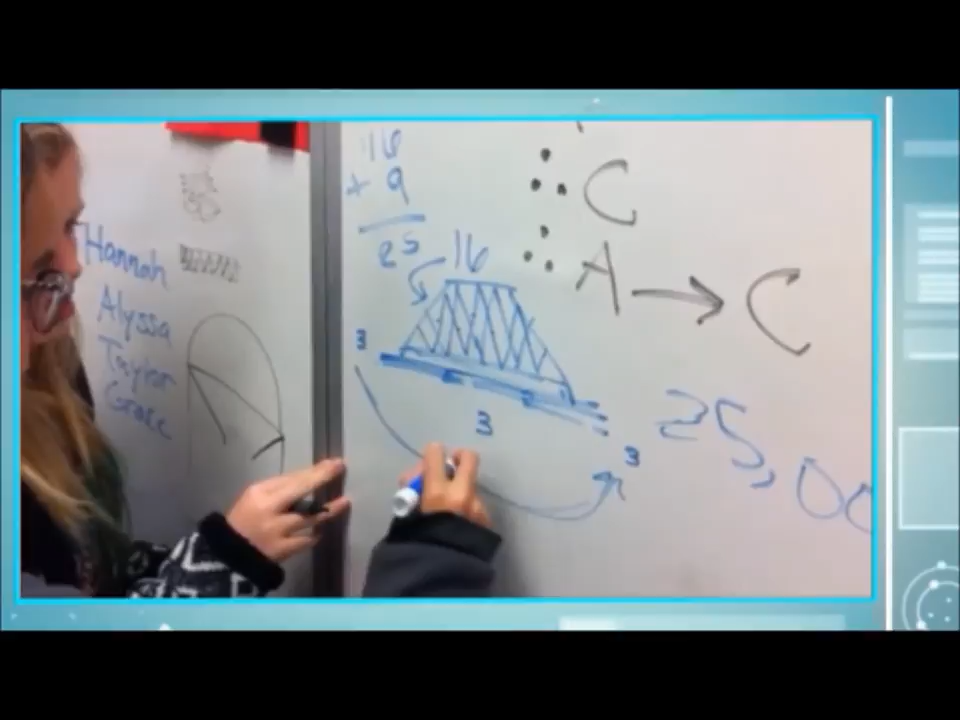 Hannah
Alyssa
Taylor
Grace
16
+ 9
25
16
3
3
3
C
A → C
25,00